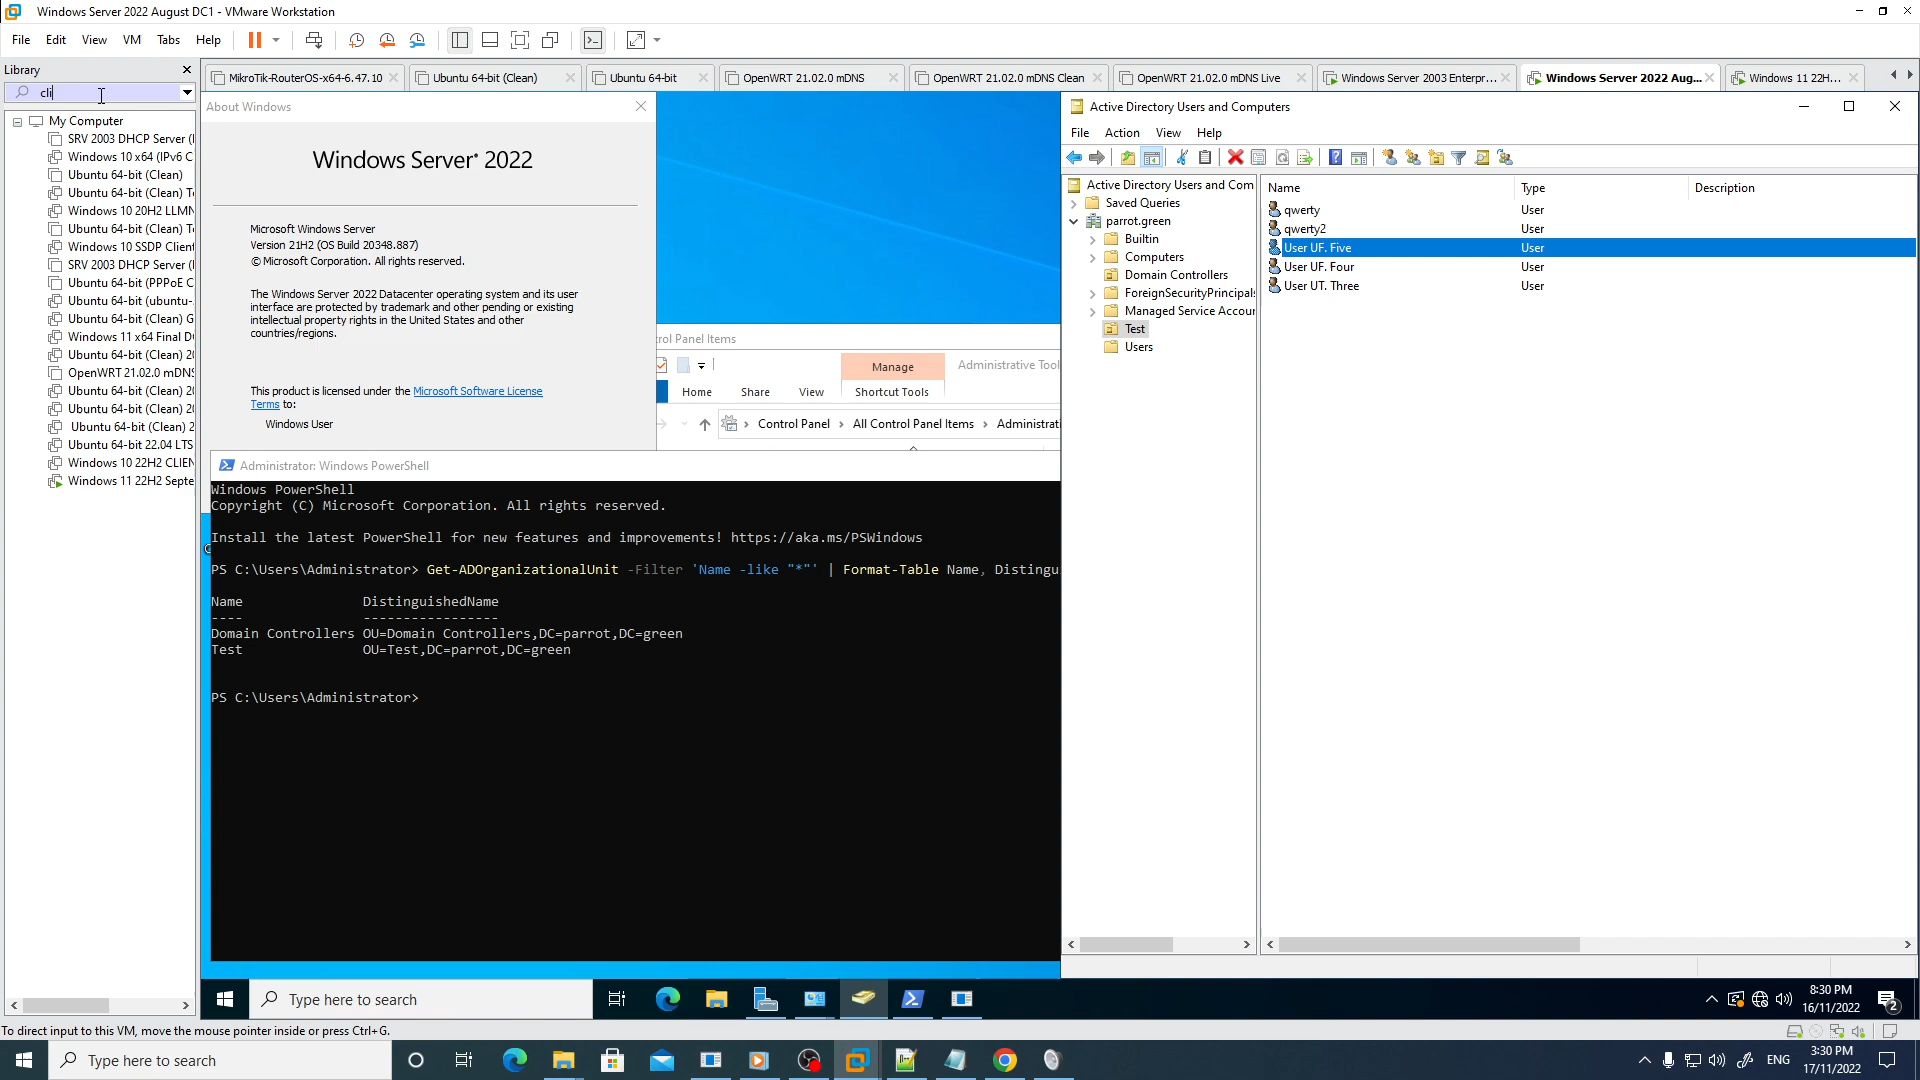 Windows Server 2022 August DC1 - VMware Workstation
File Edit View VM Tabs Help
Library
cli
My Computer
SRV 2003 DHCP Server (
Windows 10 x64 (IPv6 C
Ubuntu 64-bit (Clean)
Ubuntu 64-bit (Clean) T
Windows 10 20H2 LLMN
Ubuntu 64-bit (Clean) T
Windows 10 SSDP Client
SRV 2003 DHCP Server (
Ubuntu 64-bit (PPPoE C
Ubuntu 64-bit (ubuntu-
Ubuntu 64-bit (Clean) G
Windows 11 x64 Final D
Ubuntu 64-bit (Clean) 20
OpenWRT 21.02.0 mDNS
Ubuntu 64-bit (Clean) 20
Ubuntu 64-bit (Clean) 20
Ubuntu 64-bit (Clean) 2
Ubuntu 64-bit 22.04 LTS
Windows 10 22H2 CLIEN
Windows 11 22H2 Septe
MikroTik-RouterOS-x64-6.47.10
Ubuntu 64-bit (Clean)
Ubuntu 64-bit
OpenWRT 21.02.0 mDNS
OpenWRT 21.02.0 mDNS Clean
OpenWRT 21.02.0 mDNS Live
Windows Server 2003 Enterpr...
Windows Server 2022 Aug...
Windows 11 22H...
About Windows
Windows Server® 2022
Microsoft Windows Server
Version 21H2 (OS Build 20348.887)
© Microsoft Corporation. All rights reserved.
The Windows Server 2022 Datacenter operating system and its user
interface are protected by trademark and other pending or existing
intellectual property rights in the United States and other
countries/regions.
This product is licensed under the Microsoft Software License
Terms to:
Windows User
rol Panel Items
Manage
Administrative Tool
Home Share View Shortcut Tools
Control Panel > All Control Panel Items > Administrati
Administrator: Windows PowerShell
Windows PowerShell
Copyright (C) Microsoft Corporation. All rights reserved.
Install the latest PowerShell for new features and improvements! https://aka.ms/PSWindows
PS C:\Users\Administrator> Get-ADOrganizationalUnit -Filter 'Name -like "*"' | Format-Table Name, Distingu
Name DistinguishedName
---- -----------------
Domain Controllers OU=Domain Controllers,DC=parrot,DC=green
Test OU=Test,DC=parrot,DC=green
PS C:\Users\Administrator>
Active Directory Users and Computers
File Action View Help
Active Directory Users and Com
Saved Queries
parrot.green
Builtin
Computers
Domain Controllers
ForeignSecurityPrincipals
Managed Service Accour
Test
Users
Name Type Description
qwerty User
qwerty2 User
User UF. Five User
User UF. Four User
User UT. Three User
Type here to search
8:30 PM
16/11/2022
2
To direct input to this VM, move the mouse pointer inside or press Ctrl+G.
Type here to search
ENG
3:30 PM
17/11/2022